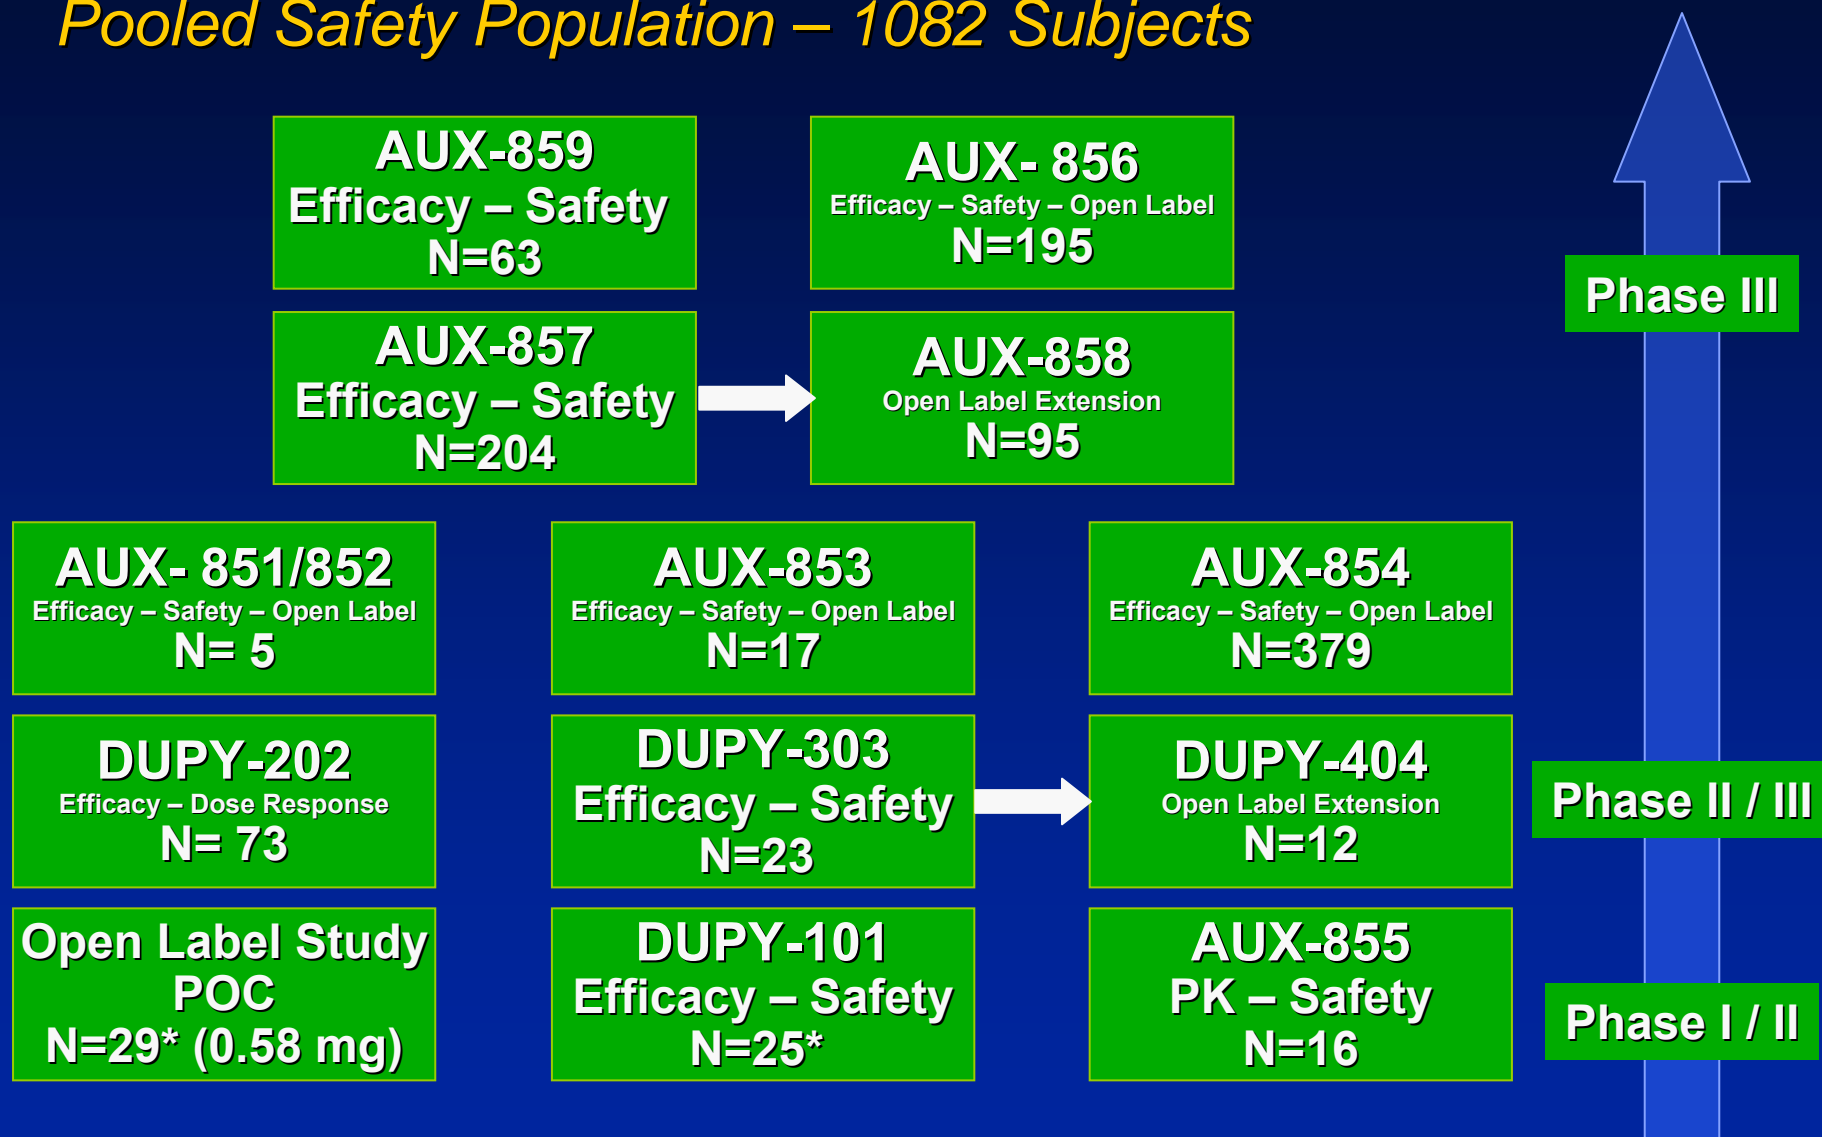 Pooled Safety Population – 1082 Subjects
AUX-859
Efficacy – Safety
N=63
AUX- 856
Efficacy – Safety – Open Label
N=195
Phase III
AUX-857
Efficacy – Safety
N=204
AUX-858
Open Label Extension
N=95
AUX- 851/852
Efficacy – Safety – Open Label
N= 5
AUX-853
Efficacy – Safety – Open Label
N=17
AUX-854
Efficacy – Safety – Open Label
N=379
DUPY-202
Efficacy – Dose Response
N= 73
DUPY-303
Efficacy – Safety
N=23
DUPY-404
Open Label Extension
N=12
Phase II / III
Open Label Study
POC
N=29* (0.58 mg)
DUPY-101
Efficacy – Safety
N=25*
AUX-855
PK – Safety
N=16
Phase I / II